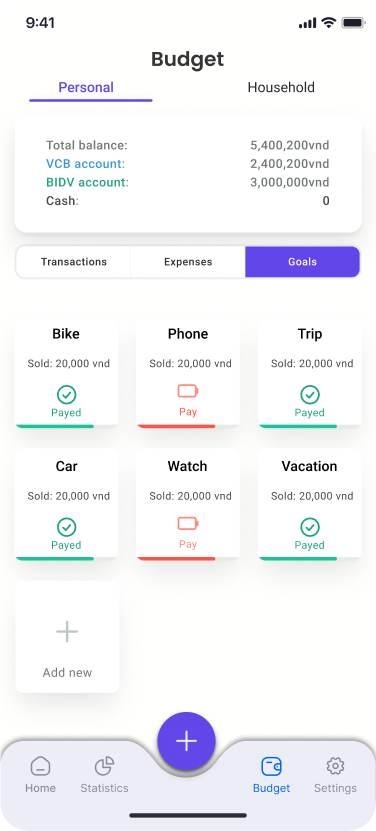 9:41
Budget
Personal Household
Total balance: 5,400,200vnd
VCB account: 2,400,200vnd
BIDV account: 3,000,000vnd
Cash: 0
Transactions Expenses Goals
Bike Phone Trip
Sold: 20,000 vnd Sold: 20,000 vnd Sold: 20,000 vnd
Payed Pay Payed
Car Watch Vacation
Sold: 20,000 vnd Sold: 20,000 vnd Sold: 20,000 vnd
Payed Pay Payed
Add new
Home Statistics Budget Settings